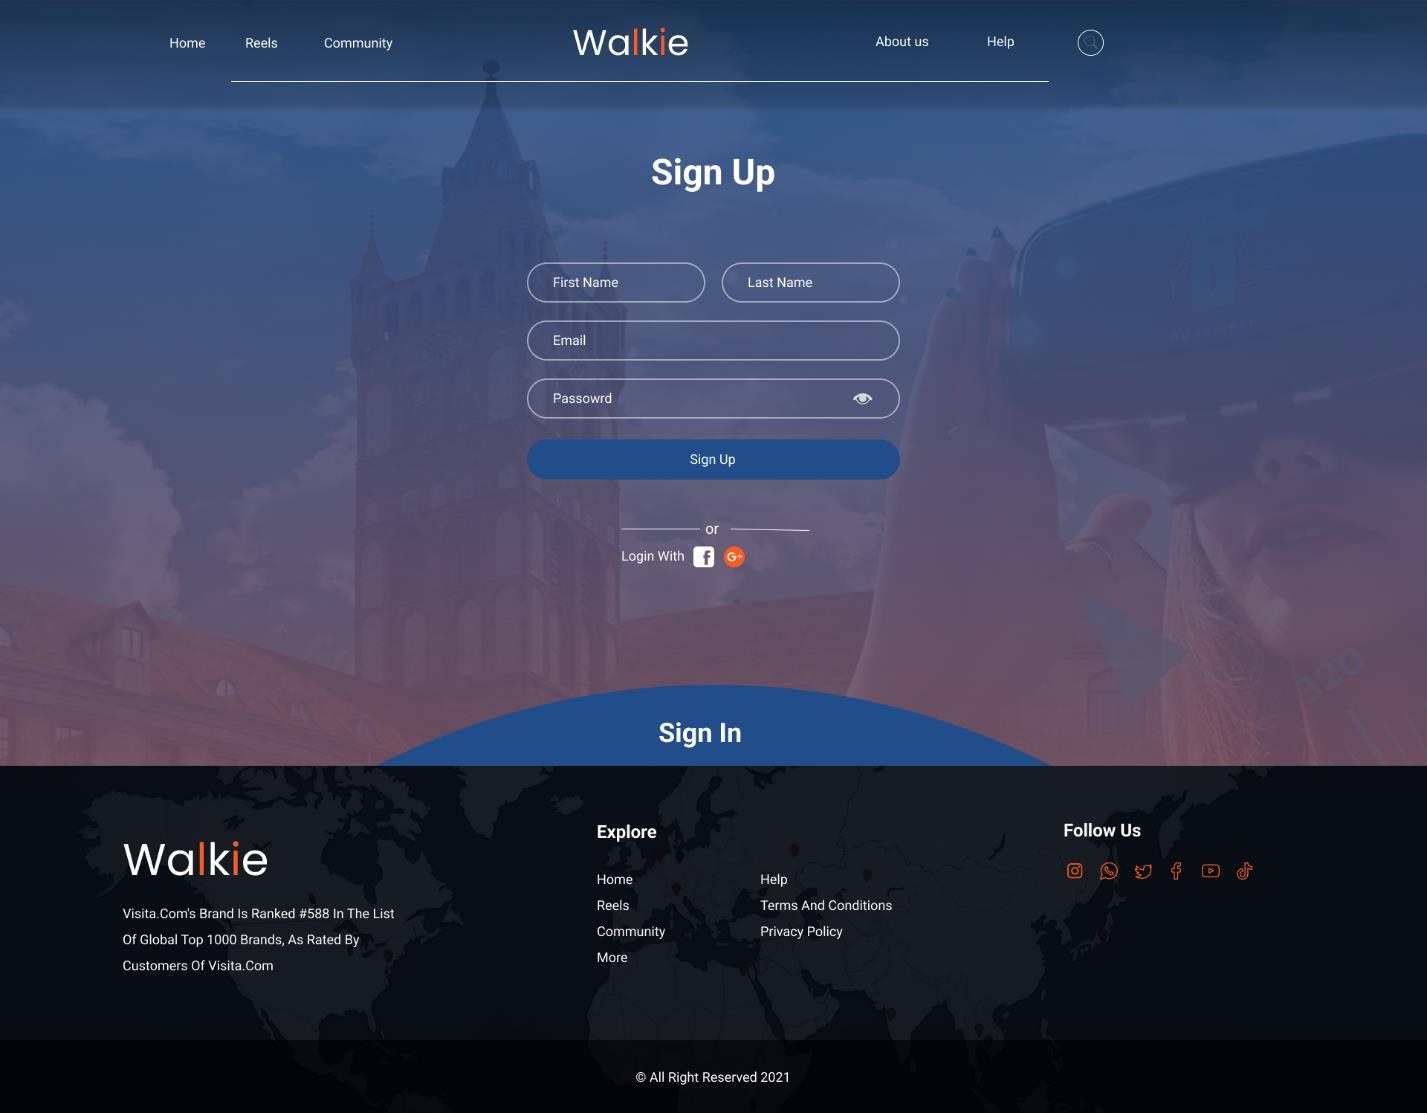 Home Reels Community Walkie About us Help
Sign Up
First Name Last Name
Email
Passowrd
Sign Up
or
Login With
Sign In
320
Walkie
Visita.Com's Brand Is Ranked #588 In The List
Of Global Top 1000 Brands, As Rated By
Customers Of Visita.Com
Explore
Home
Reels
Community
More
Help
Terms And Conditions
Privacy Policy
Follow Us
© All Right Reserved 2021